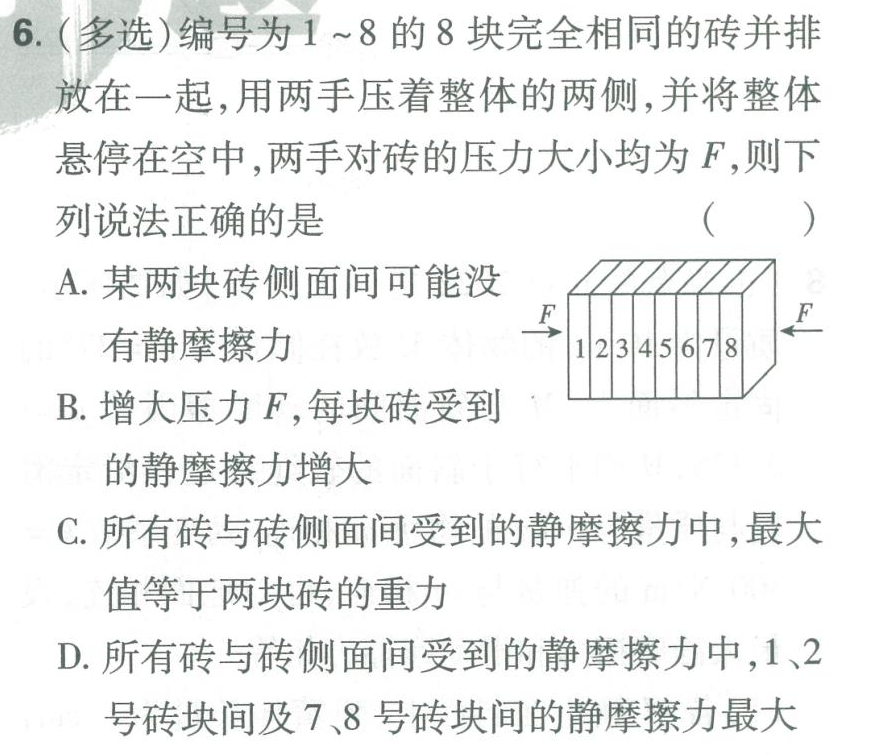 6. (多选)编号为 1 ~ 8 的 8 块完全相同的砖并排
放在一起,用两手压着整体的两侧,并将整体
悬停在空中,两手对砖的压力大小均为 F,则下
列说法正确的是 (  )
A. 某两块砖侧面间可能没
有静摩擦力
B. 增大压力 F,每块砖受到
的静摩擦力增大
F
12345678
F
C. 所有砖与砖侧面间受到的静摩擦力中,最大
值等于两块砖的重力
D. 所有砖与砖侧面间受到的静摩擦力中,1、2
号砖块间及 7、8 号砖块间的静摩擦力最大